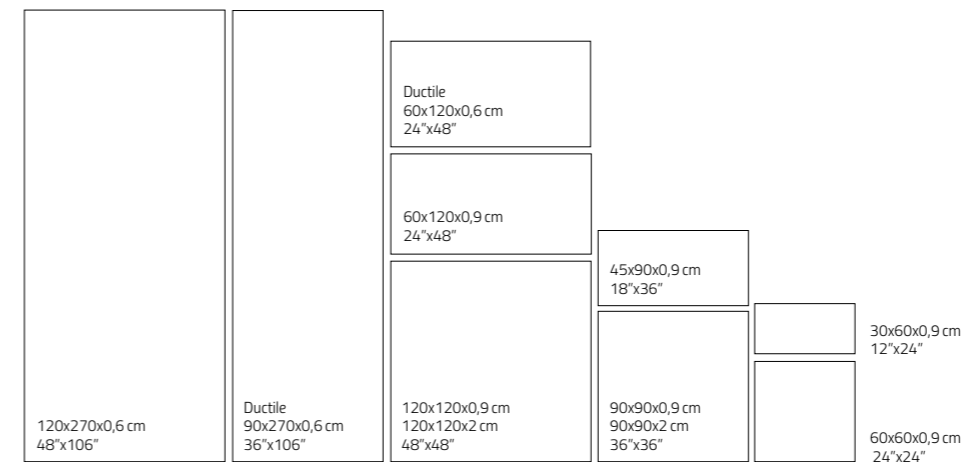 120x270x0,6 cm
48”x106”
Ductile
90x270x0,6 cm
36”x106”
Ductile
60x120x0,6 cm
24”x48”
60x120x0,9 cm
24”x48”
120x120x0,9 cm
120x120x2 cm
48”x48”
45x90x0,9 cm
18”x36”
90x90x0,9 cm
90x90x2 cm
36”x36”
30x60x0,9 cm
12”x24”
60x60x0,9 cm
24”x24”